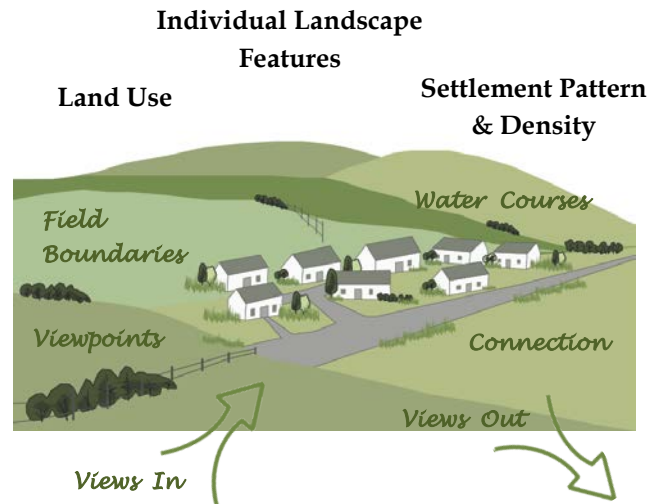 Individual Landscape
Features
Land Use
Settlement Pattern
& Density
Water Courses
Field
Boundaries
Viewpoints
Connection
Views Out
Views In